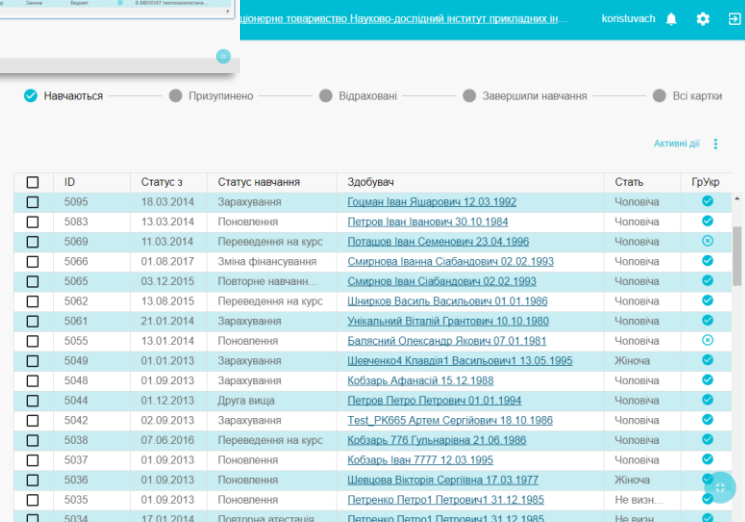 Заочна Бюджет
ціонерне товариство Науково-дослідний інститут прикладних ін... koristuvach
Навчаються Призупинено Відраховані Завершили навчання Всі картки
Активні дії
ID Статус з Статус навчання Здобувач Стать ГрУкр
5095 18.03.2014 Зарахування Гоцман Іван Яшарович 12.03.1992 Чоловіча
5083 13.03.2014 Поновлення Петров Іван Іванович 30.10.1984 Чоловіча
5069 11.03.2014 Переведення на курс Поташов Іван Семенович 23.04.1996 Чоловіча
5066 01.08.2017 Зміна фінансування Смирнова Іванна Сіабандович 02.02.1993 Чоловіча
5065 03.12.2015 Повторне навчанн... Смирнов Іван Сіабандович 02.02.1993 Чоловіча
5062 13.08.2015 Переведення на курс Шнирков Василь Васильович 01.01.1986 Чоловіча
5061 21.01.2014 Зарахування Унікальний Віталій Грантович 10.10.1980 Чоловіча
5055 13.01.2014 Поновлення Балясний Олександр Якович 07.01.1981 Чоловіча
5049 01.01.2013 Зарахування Шевченко4 Клавдія1 Васильович1 13.05.1995 Жіноча
5048 01.09.2013 Зарахування Кобзарь Афанасій 15.12.1988 Чоловіча
5044 01.12.2013 Друга вища Петров Петро Петрович 01.01.1994 Чоловіча
5042 02.09.2013 Зарахування Test_PK665 Артем Сергійович 18.10.1986 Чоловіча
5038 07.06.2016 Переведення на курс Кобзарь 776 Гульнарівна 21.06.1986 Чоловіча
5037 01.09.2013 Поновлення Кобзарь Іван 7777 12.03.1995 Чоловіча
5036 01.09.2013 Поновлення Шевцова Вікторія Сергіївна 17.03.1977 Жіноча
5035 01.09.2013 Поновлення Петренко Петро1 Петрович1 31.12.1985 Не визн...
5034 17.01.2014 Повторна атестація Петренко Петро1 Петрович1 31.12.1985 Не визн